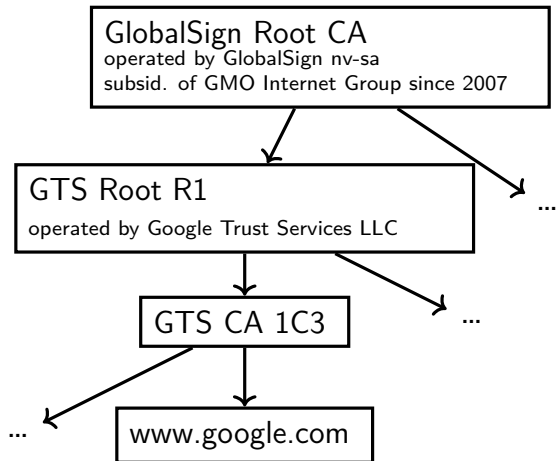 GlobalSign Root CA
operated by GlobalSign nv-sa
subsid. of GMO Internet Group since 2007
GTS Root R1
operated by Google Trust Services LLC
...
GTS CA 1C3
...
...
www.google.com